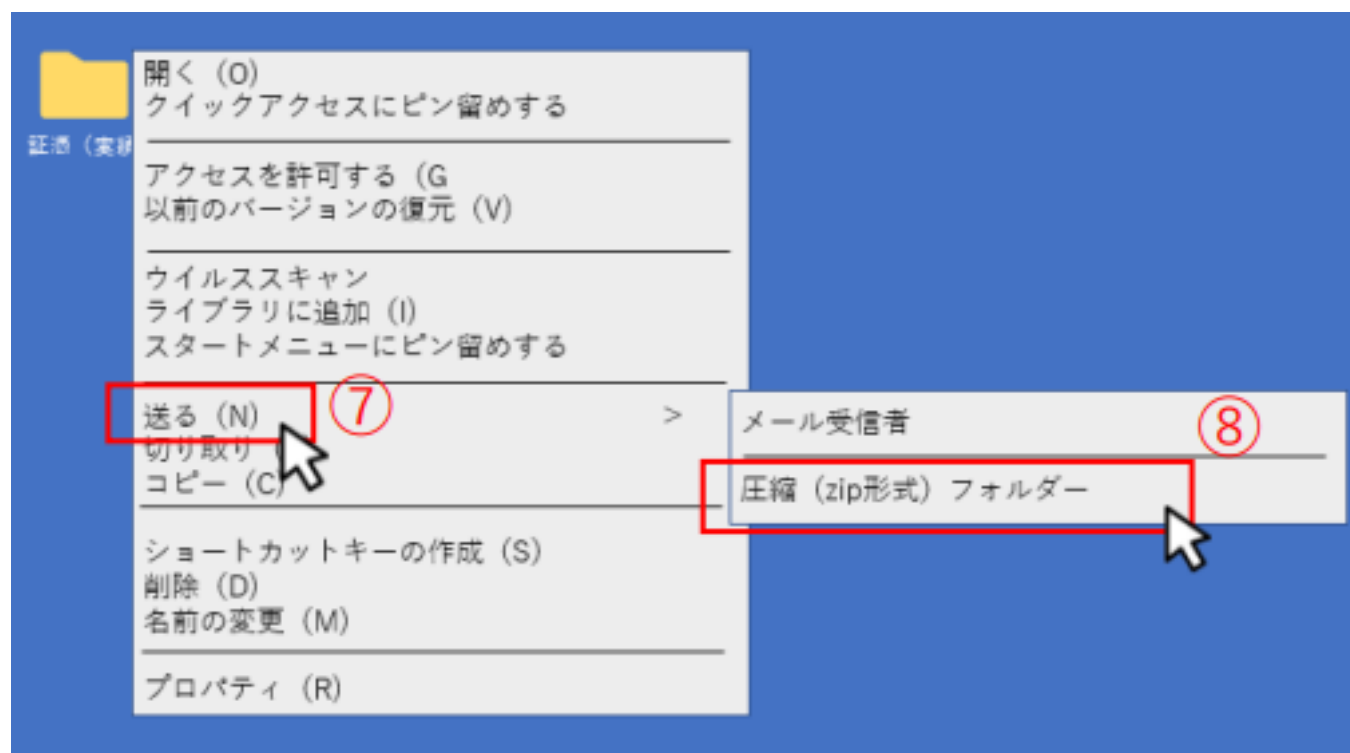 開く (O)
クイックアクセスにピン留めする
証憑（実績
アクセスを許可する (G
以前のバージョンの復元 (V)
ウイルススキャン
ライブラリに追加 (I)
スタートメニューにピン留めする
送る (N) ⑦ >
切り取り (
コピー (C)
メール受信者 ⑧
圧縮（zip形式）フォルダー
ショートカットキーの作成 (S)
削除 (D)
名前の変更 (M)
プロパティ (R)